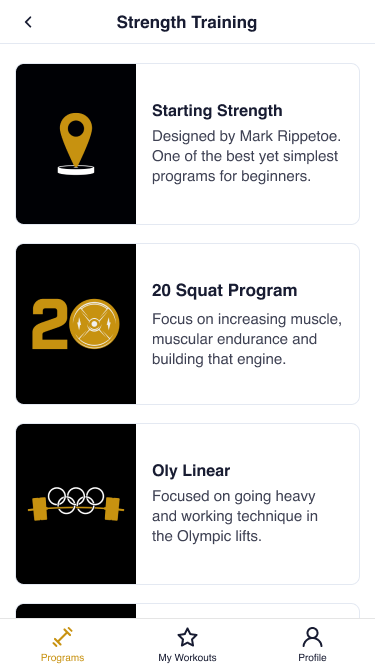 Strength Training
Starting Strength
Designed by Mark Rippetoe.
One of the best yet simplest
programs for beginners.
20
20 Squat Program
Focus on increasing muscle,
muscular endurance and
building that engine.
Oly Linear
Focused on going heavy
and working technique in
the Olympic lifts.
Programs
My Workouts
Profile